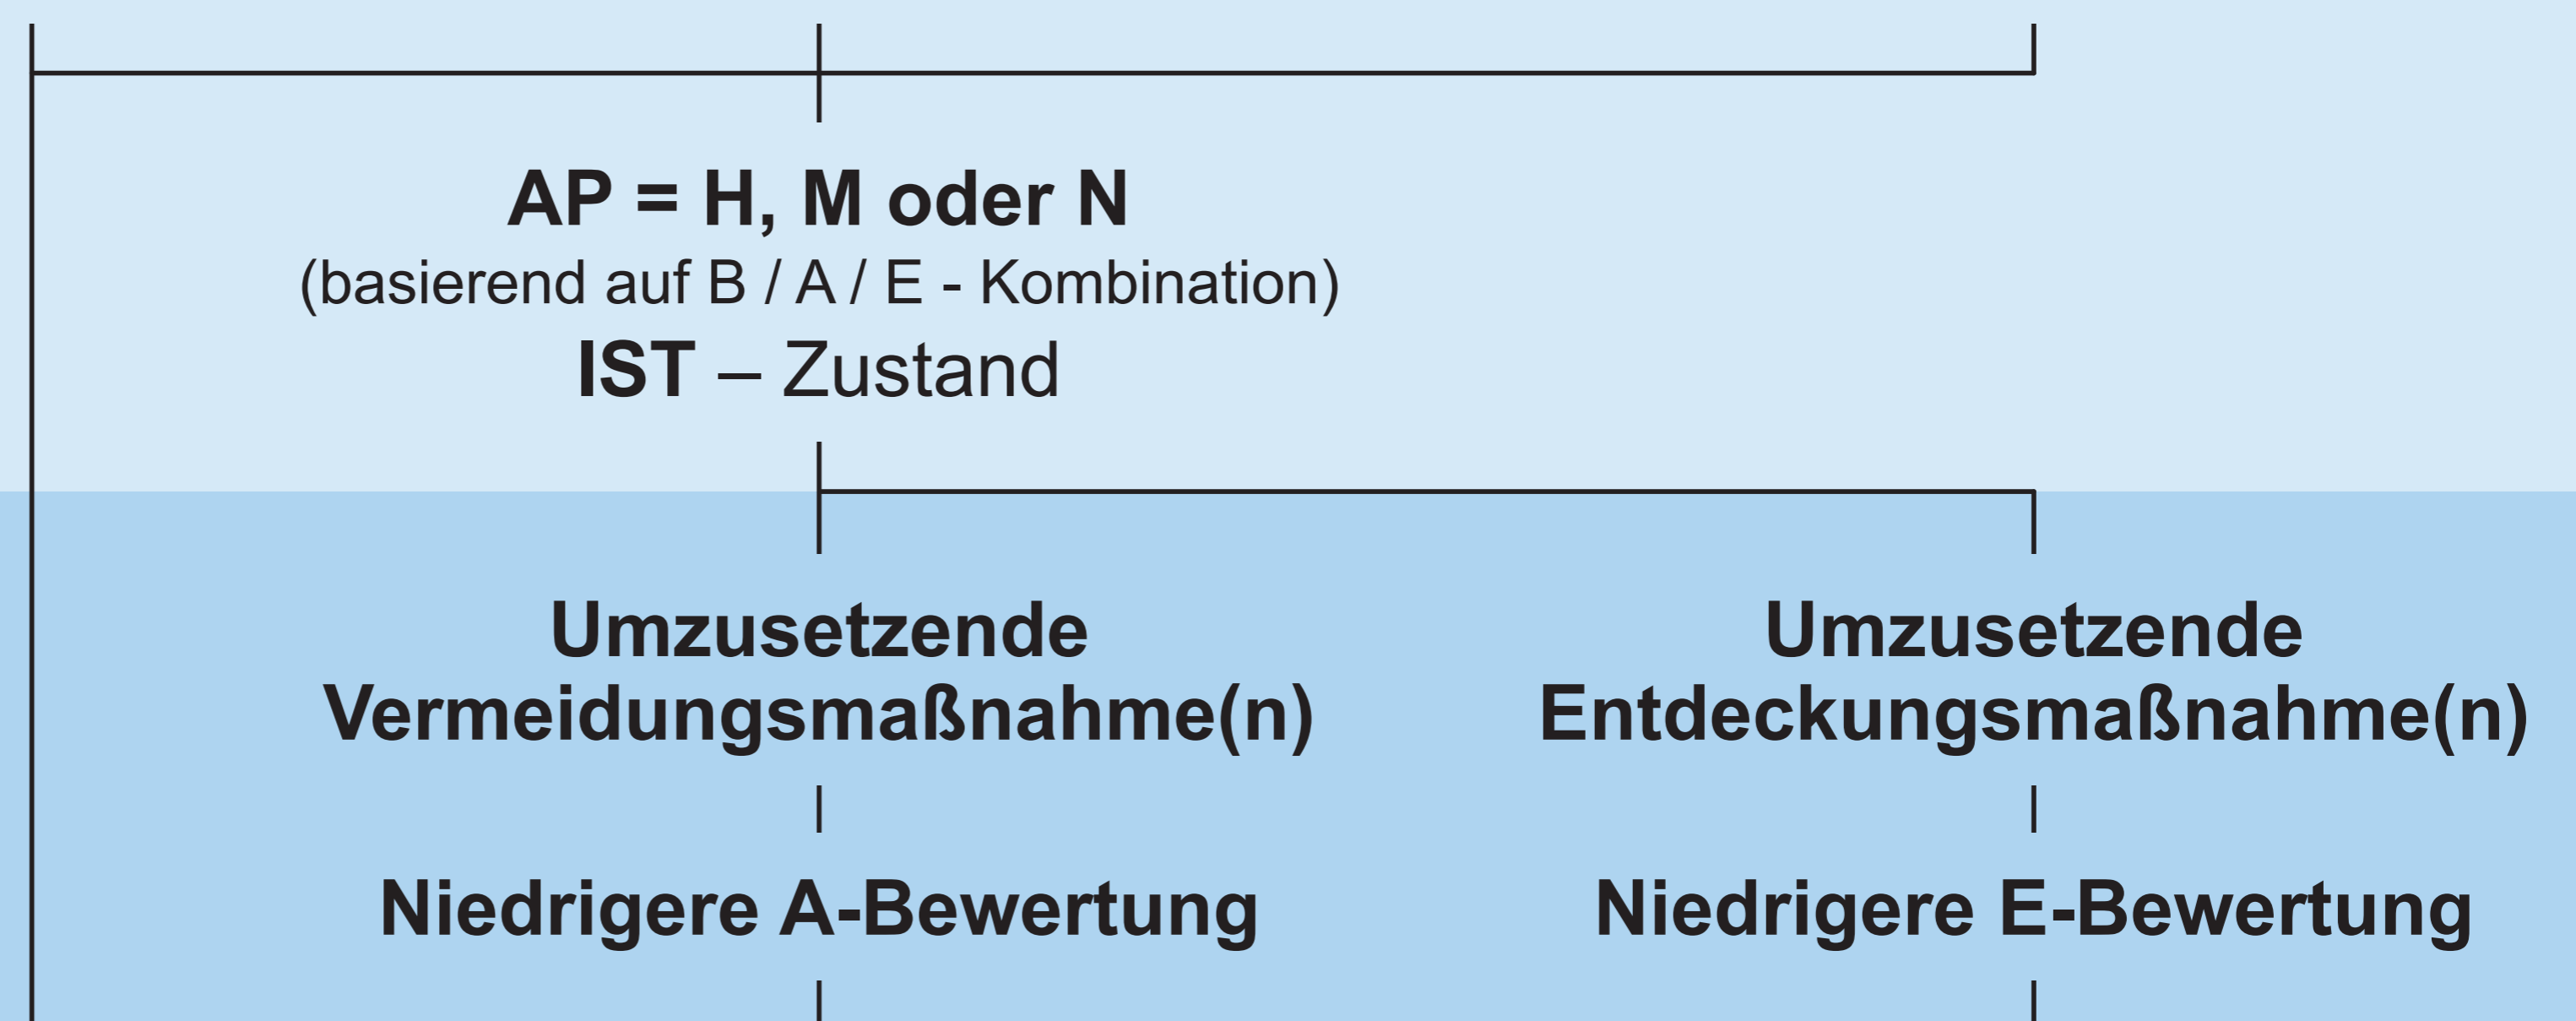 AP = H, M oder N
(basierend auf B / A / E - Kombination)
IST – Zustand
Umzusetzende
Vermeidungsmaßnahme(n)
Niedrigere A-Bewertung
Umzusetzende
Entdeckungsmaßnahme(n)
Niedrigere E-Bewertung